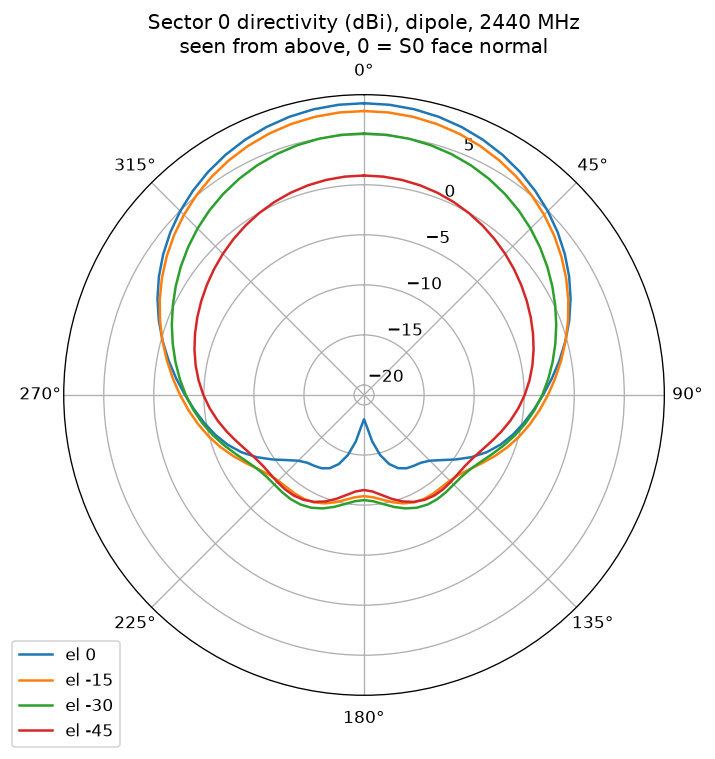 Sector 0 directivity (dBi), dipole, 2440 MHz
seen from above, 0 = S0 face normal
0°
315°
45°
5
0
−5
−10
−15
−20
270°
90°
225°
135°
180°
el 0
el -15
el -30
el -45